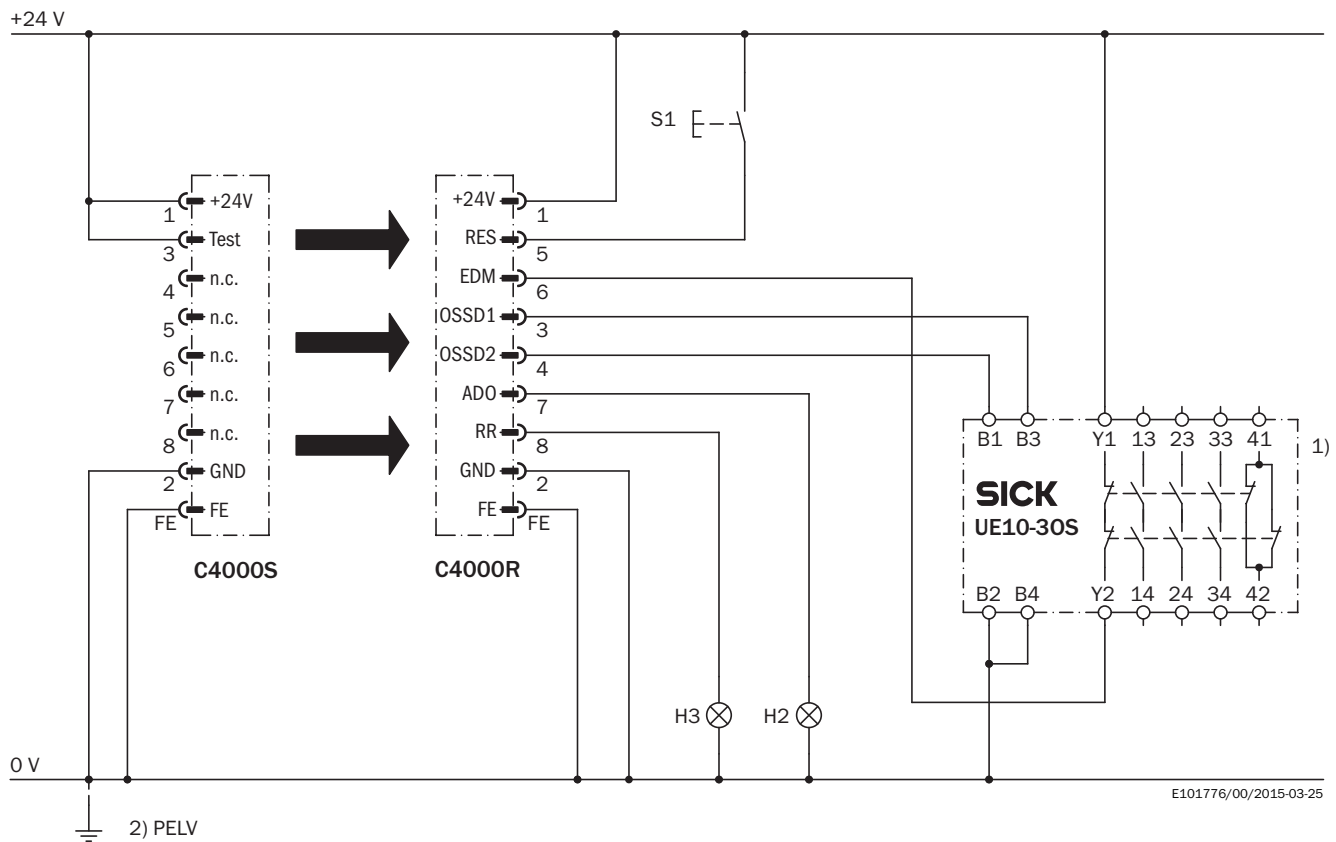 +24 V
S1
+24V
1
Test
3
n.c.
4
n.c.
5
n.c.
6
n.c.
7
n.c.
8
GND
2
FE
FE
C4000S
+24V
1
RES
5
EDM
6
OSSD1
3
OSSD2
4
ADO
7
RR
8
GND
2
FE
FE
C4000R
B1 B3 Y1 13 23 33 41
1)
SICK
UE10-30S
B2 B4 Y2 14 24 34 42
H3
H2
0 V
E101776/00/2015-03-25
2) PELV